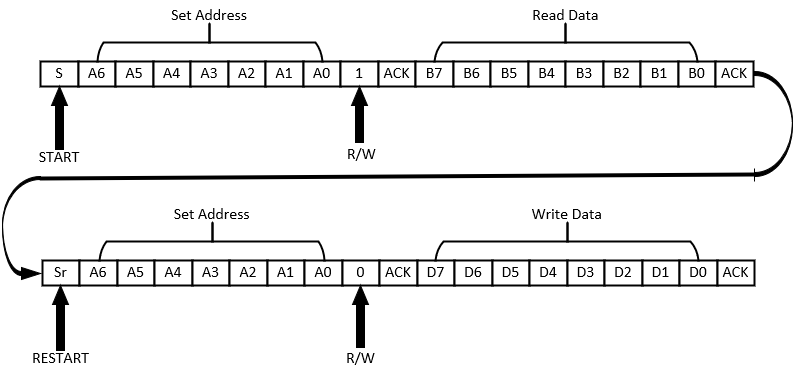 Set Address Read Data
S A6 A5 A4 A3 A2 A1 A0 1 ACK B7 B6 B5 B4 B3 B2 B1 B0 ACK
START R/W
Set Address Write Data
Sr A6 A5 A4 A3 A2 A1 A0 0 ACK D7 D6 D5 D4 D3 D2 D1 D0 ACK
RESTART R/W